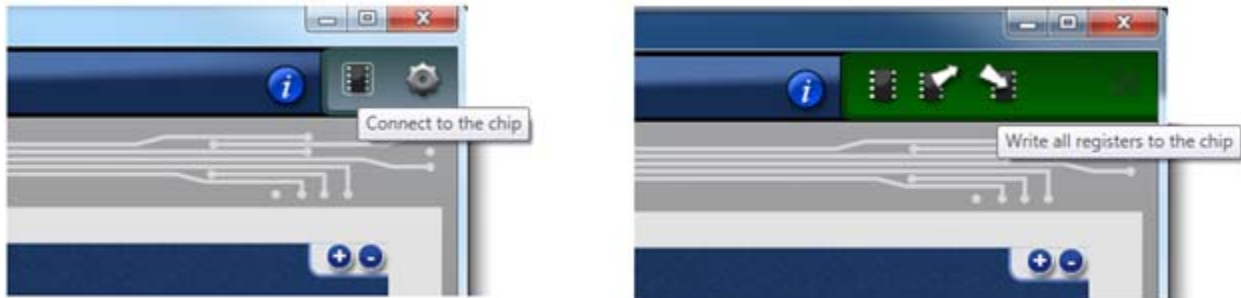 i
Connect to the chip
i
Write all registers to the chip